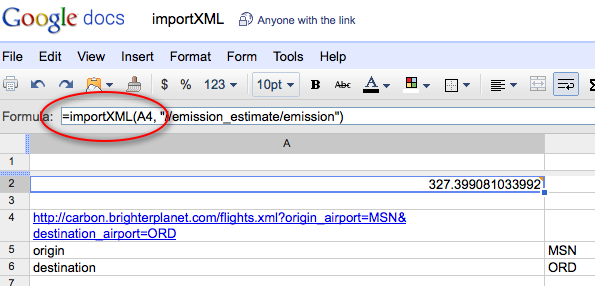 Google docs importXML Anyone with the link
File Edit View Insert Format Form Tools Help
$ % 123 10pt B Abc A
Formula: =importXML(A4, "//emission_estimate/emission")
A
1
2 327.399081033992
3
4 http://carbon.brighterplanet.com/flights.xml?origin_airport=MSN&
destination_airport=ORD
5 origin MSN
6 destination ORD
7